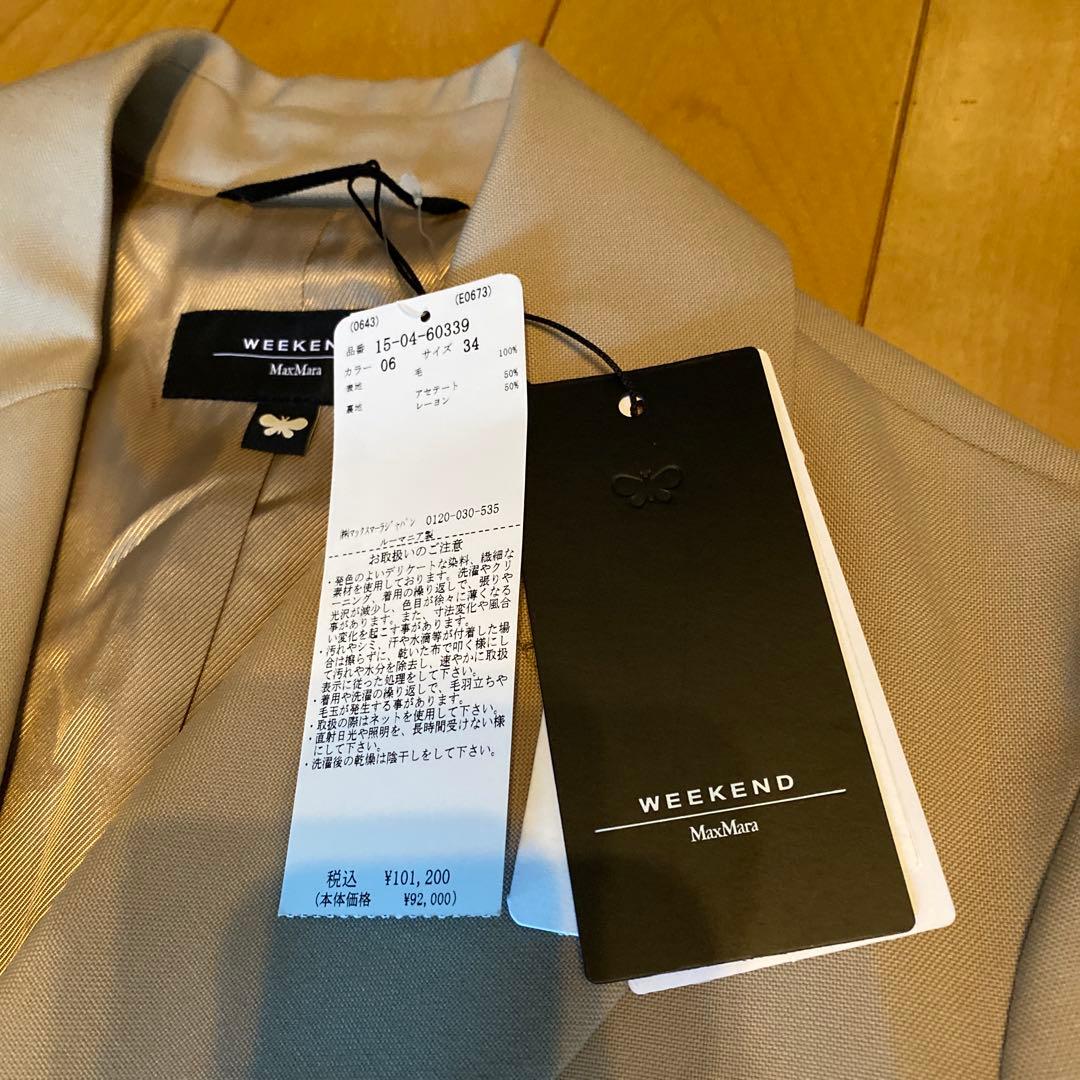 WEEKEN
MaxMara
(0643) (E0673)
品番 15-04-60339
カラー 06 サイズ 34
表地 毛 100%
裏地 アセテート 50%
レーヨン 50%
㈱マックスマーラジャパン 0120-030-535
ルーマニア製
お取扱いのご注意
・発色のよいデリケートな染料、繊細な
素材を使用しております。洗濯やクリ
ーニング、着用の繰り返しで、張りや
光沢が減少し、色目が徐々に薄くなる
事があります。また、寸法変化や風合
い変化を起こす事があります。
・汚れやシミ、汗や水滴等が付着した場
合は擦らずに、乾いた布で叩く様にし
て汚れや水分を除去し、速やかに取扱
表示に従った処理をして下さい。
・着用や洗濯の繰り返しで、毛羽立ちや
毛玉が発生する事があります。
・取扱の際はネットを使用して下さい。
・直射日光や照明を、長時間受けない様
にして下さい。
・洗濯後の乾燥は陰干しをして下さい。
税込 ¥101,200
(本体価格 ¥92,000)
WEEKEND
MaxMara